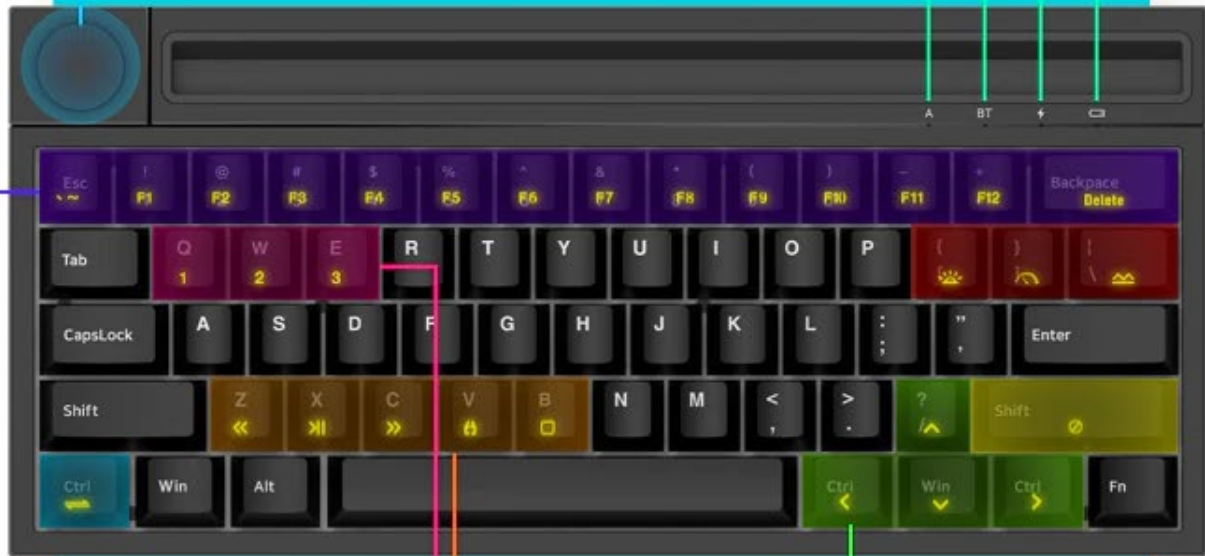 A BT
! @ # $ % ^ & * ( ) _ +
Esc Backpace
` ~ F1 F2 F3 F4 F5 F6 F7 F8 F9 F10 F11 F12 Delete
Tab Q W E R T Y U I O P { } |
1 2 3 [ ] \
CapsLock A S D F G H J K L : ; " , Enter
Shift Z X C V B N M < , > . ? / Shift
Ctrl Win Alt Ctrl Win Ctrl Fn